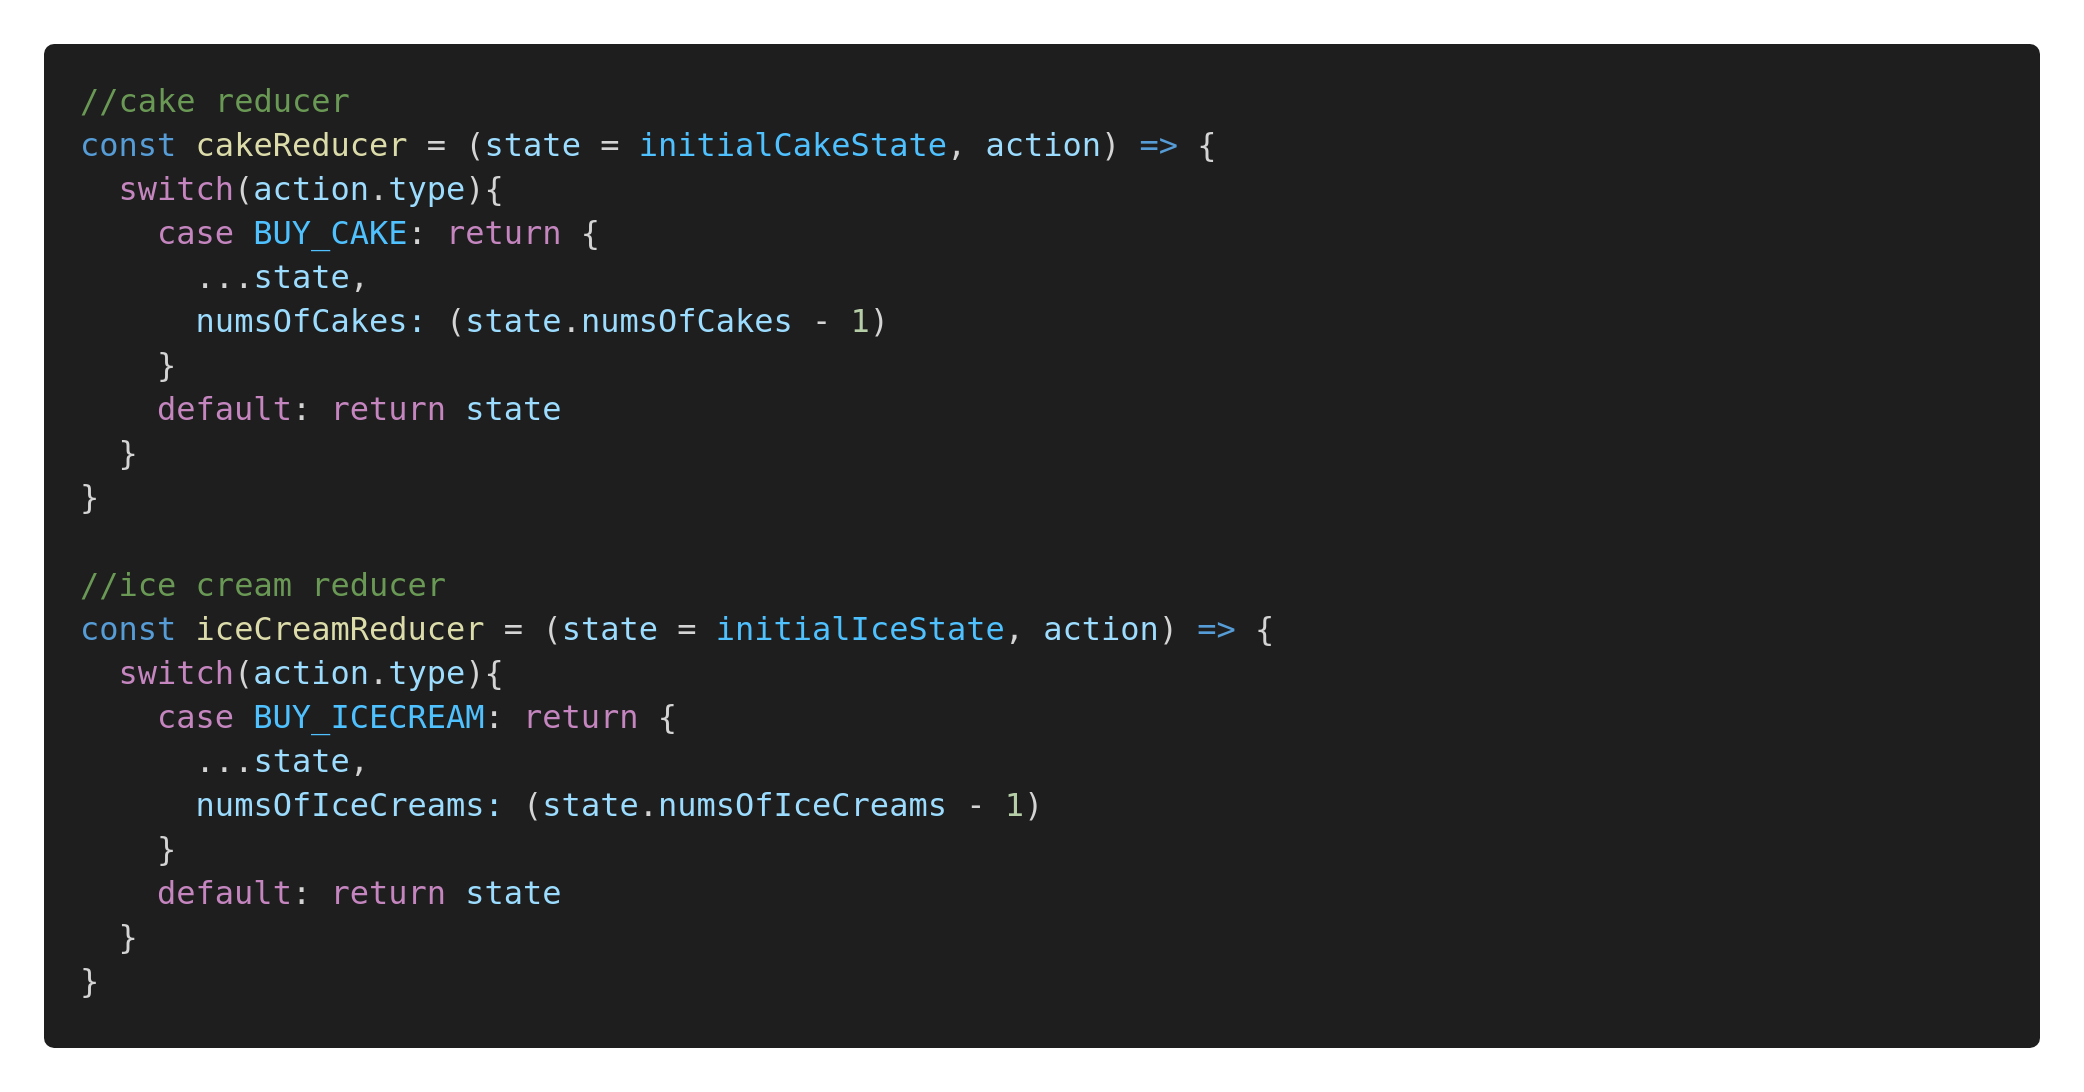 //cake reducer
const cakeReducer = (state = initialCakeState, action) => {
  switch(action.type){
    case BUY_CAKE: return {
      ...state,
      numsOfCakes: (state.numsOfCakes - 1)
    }
    default: return state
  }
}

//ice cream reducer
const iceCreamReducer = (state = initialIceState, action) => {
  switch(action.type){
    case BUY_ICECREAM: return {
      ...state,
      numsOfIceCreams: (state.numsOfIceCreams - 1)
    }
    default: return state
  }
}